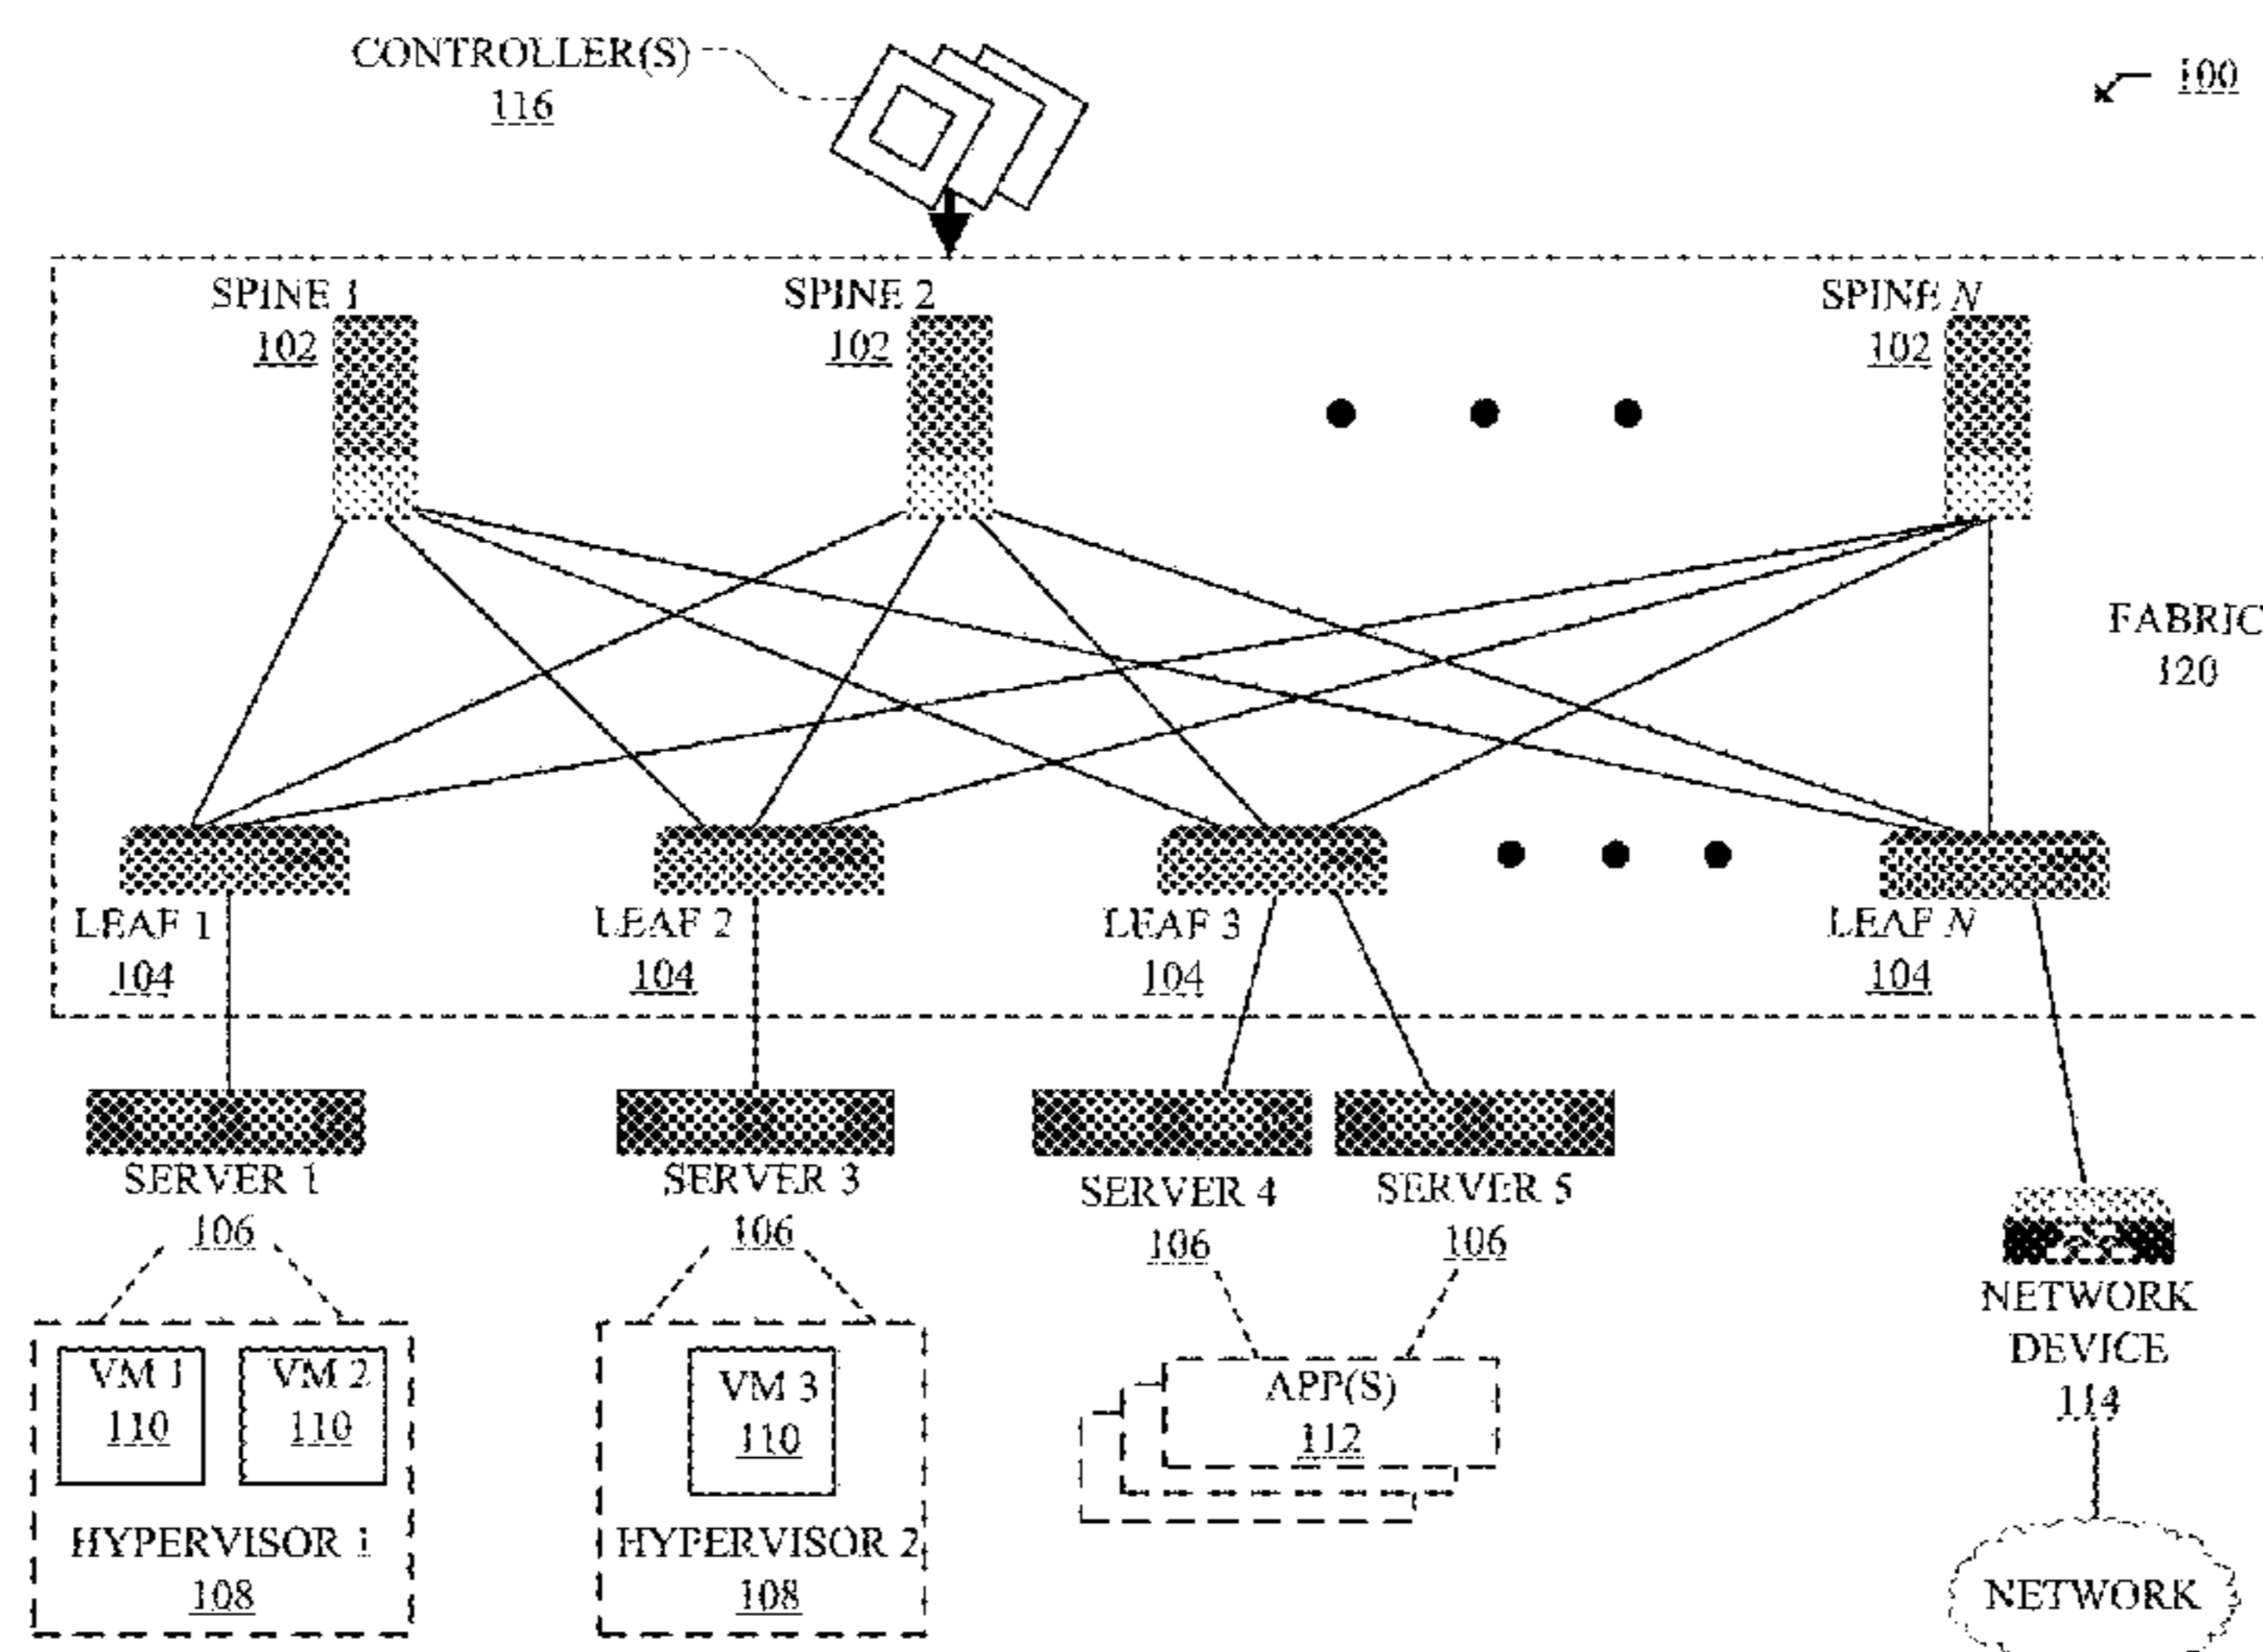 CONTROLLER(S)
116
100
SPINE 1
102
SPINE 2
102
SPINE N
102
FABRIC
120
LEAF 1
104
LEAF 2
104
LEAF 3
104
LEAF N
104
SERVER 1
106
SERVER 3
106
SERVER 4
106
SERVER 5
106
NETWORK
DEVICE
114
VM 1
110
VM 2
110
HYPERVISOR 1
108
VM 3
110
HYPERVISOR 2
108
APP(S)
112
NETWORK